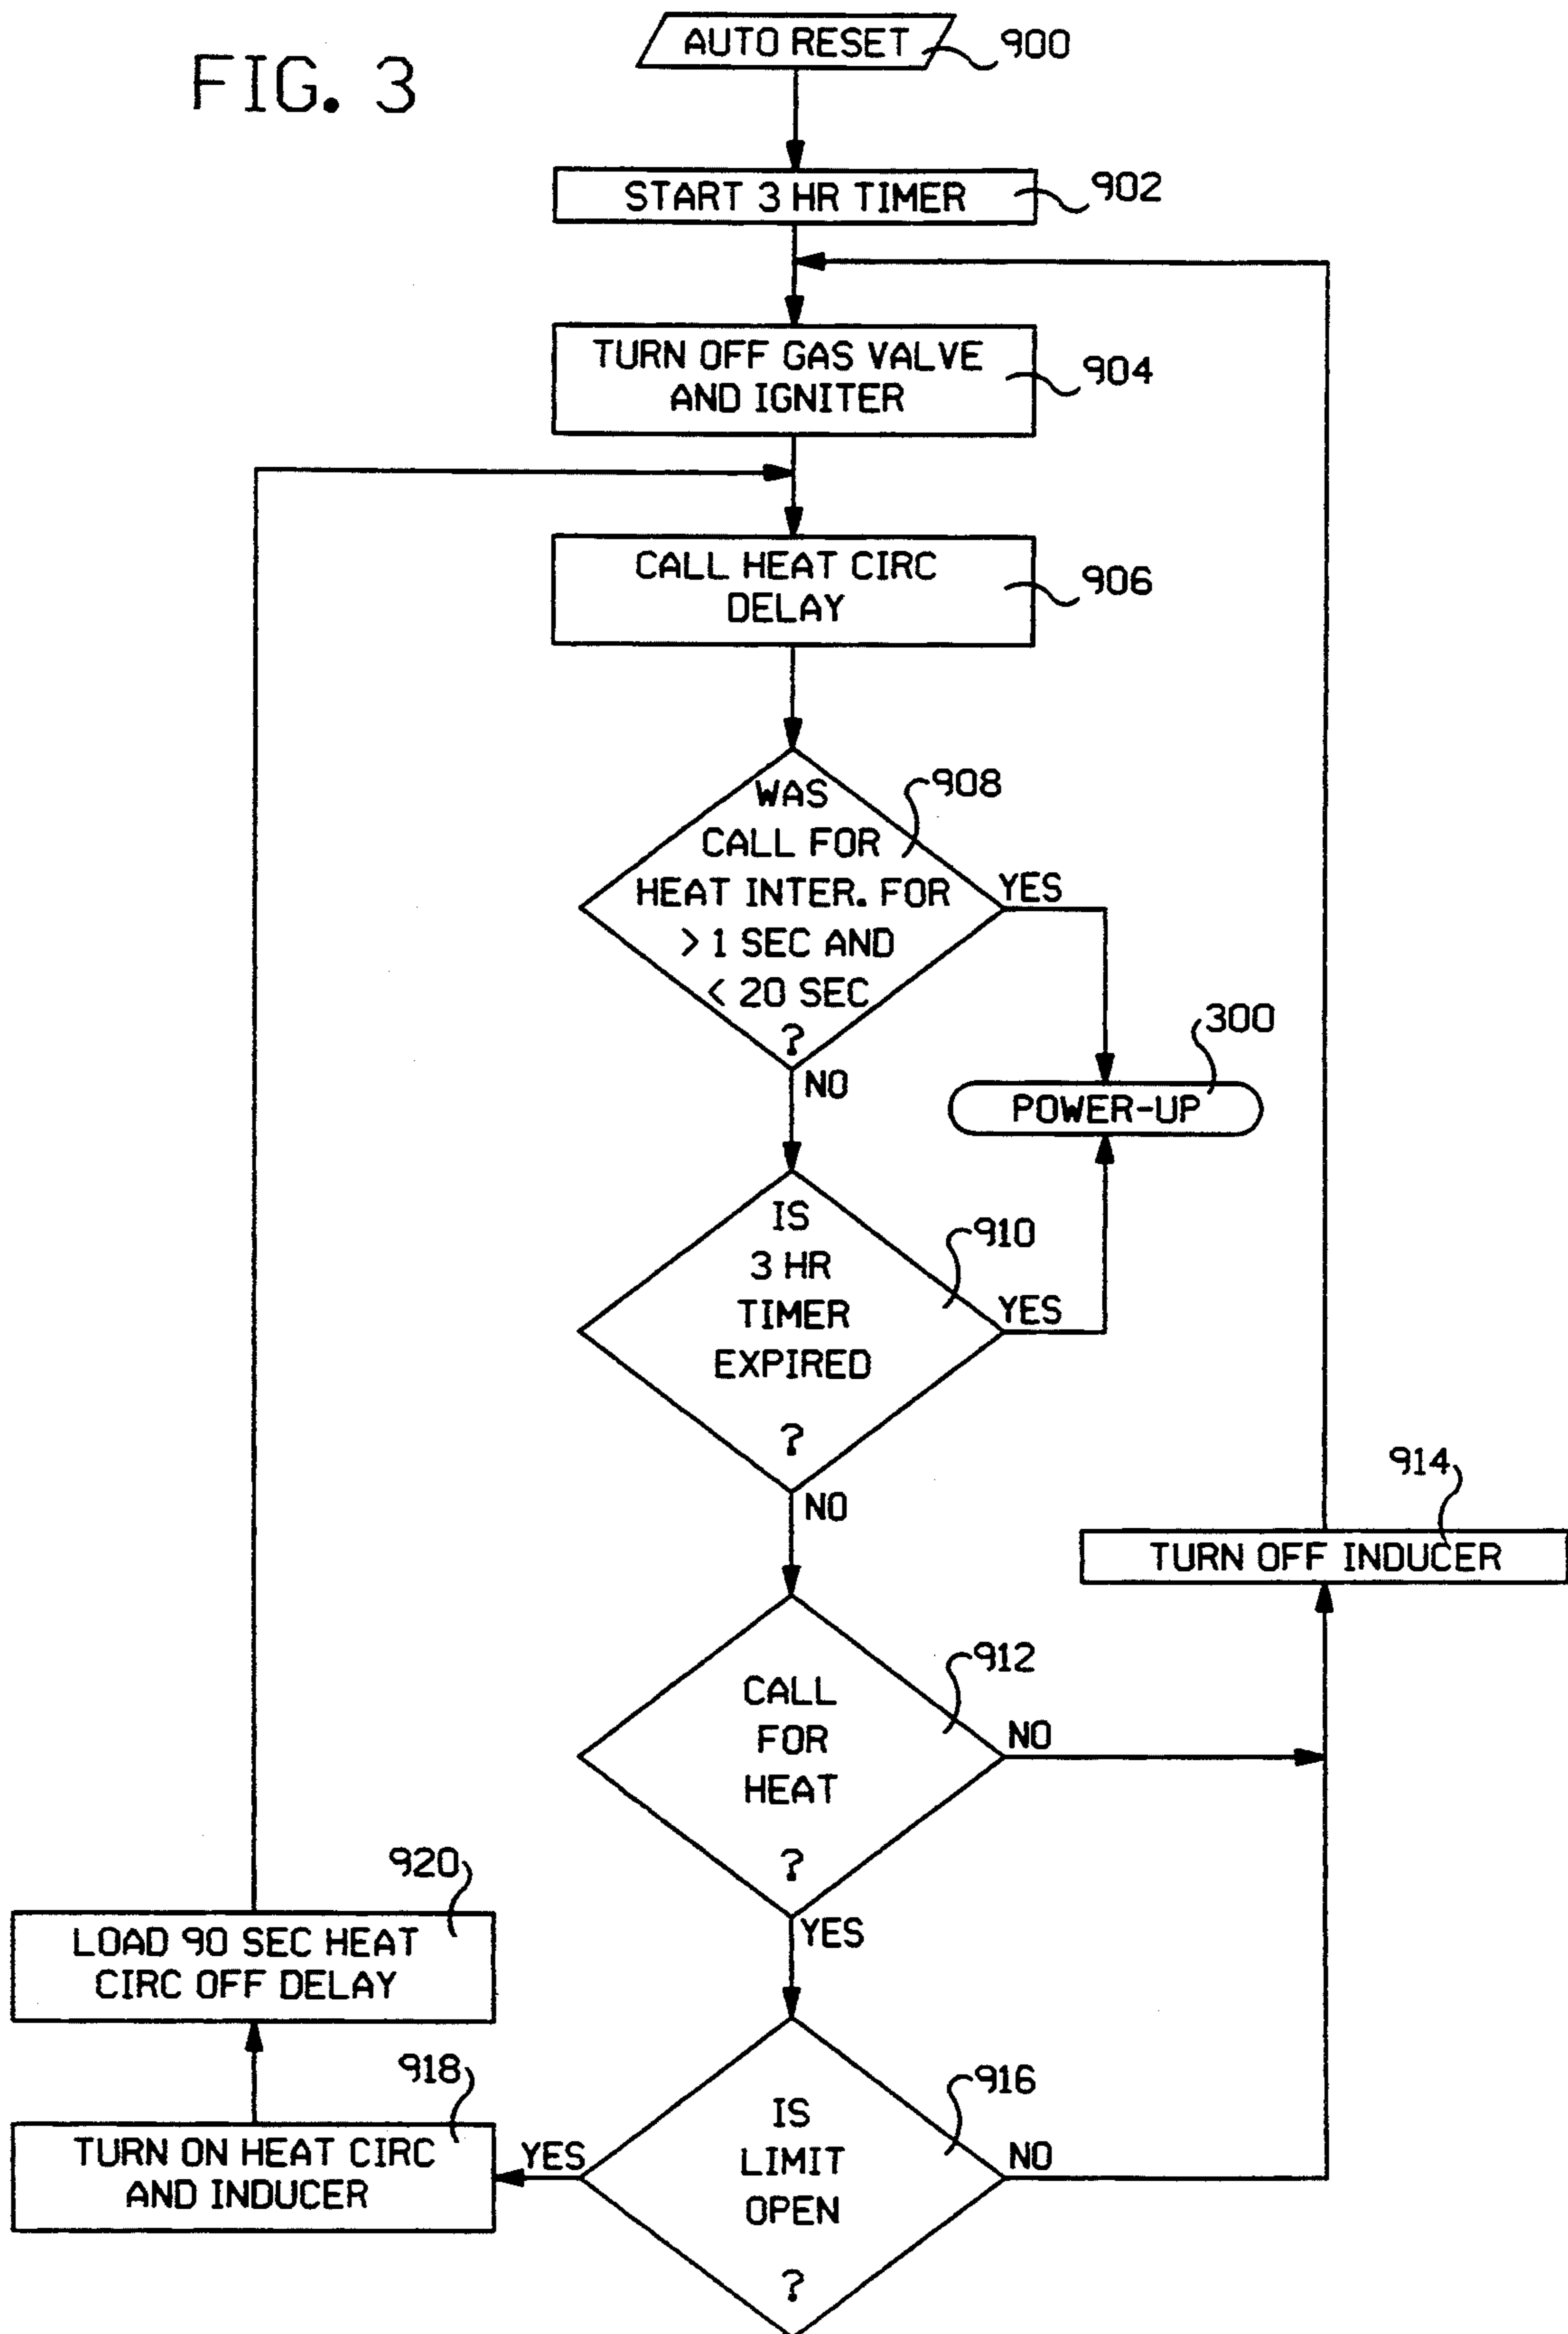 FIG. 3
AUTO RESET
900
START 3 HR TIMER
902
TURN OFF GAS VALVE
AND IGNITER
904
CALL HEAT CIRC
DELAY
906
WAS
CALL FOR
HEAT INTER. FOR
> 1 SEC AND
< 20 SEC
?
908
YES
NO
300
POWER-UP
IS
3 HR
TIMER
EXPIRED
?
910
YES
NO
914
TURN OFF INDUCER
CALL
FOR
HEAT
?
912
NO
YES
920
LOAD 90 SEC HEAT
CIRC OFF DELAY
918
TURN ON HEAT CIRC
AND INDUCER
YES
IS
LIMIT
OPEN
?
916
NO